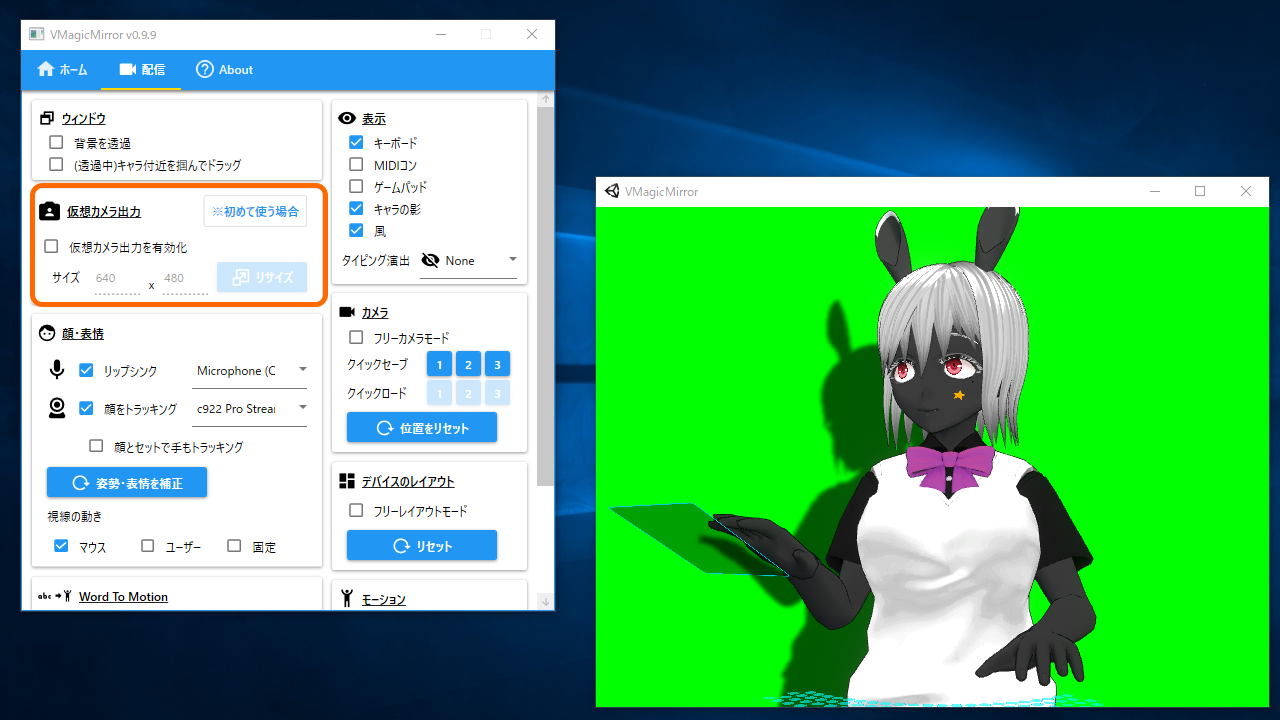 VMagicMirror v0.9.9
ホーム
配信
About
ウィンドウ
背景を透過
(透過中)キャラ付近を掴んでドラッグ
仮想カメラ出力
※初めて使う場合
仮想カメラ出力を有効化
サイズ 640 x 480 リサイズ
顔・表情
リップシンク Microphone (C
顔をトラッキング c922 Pro Strear
顔とセットで手もトラッキング
姿勢・表情を補正
視線の動き
マウス ユーザー 固定
abc Word To Motion
表示
キーボード
MIDIコン
ゲームパッド
キャラの影
風
タイピング演出 None
カメラ
フリーカメラモード
クイックセーブ 1 2 3
クイックロード 1 2 3
位置をリセット
デバイスのレイアウト
フリーレイアウトモード
リセット
モーション
VMagicMirror